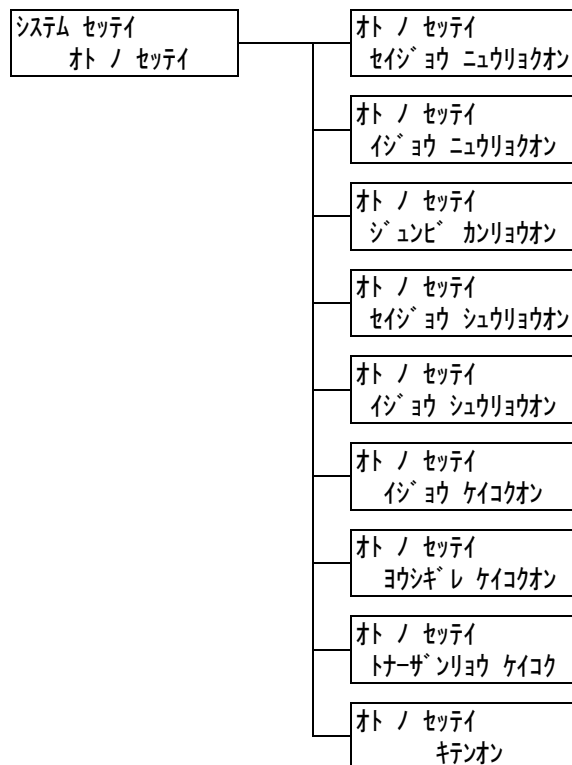 システム セッテイ
オト ノ セッテイ
オト ノ セッテイ
セイジョウ ニュウリョクオン
オト ノ セッテイ
イジョウ ニュウリョクオン
オト ノ セッテイ
ジュンビ カンリョウオン
オト ノ セッテイ
セイジョウ シュウリョウオン
オト ノ セッテイ
イジョウ シュウリョウオン
オト ノ セッテイ
イジョウ ケイコクオン
オト ノ セッテイ
ヨウシギレ ケイコクオン
オト ノ セッテイ
トナーザンリョウ ケイコク
オト ノ セッテイ
キテンオン